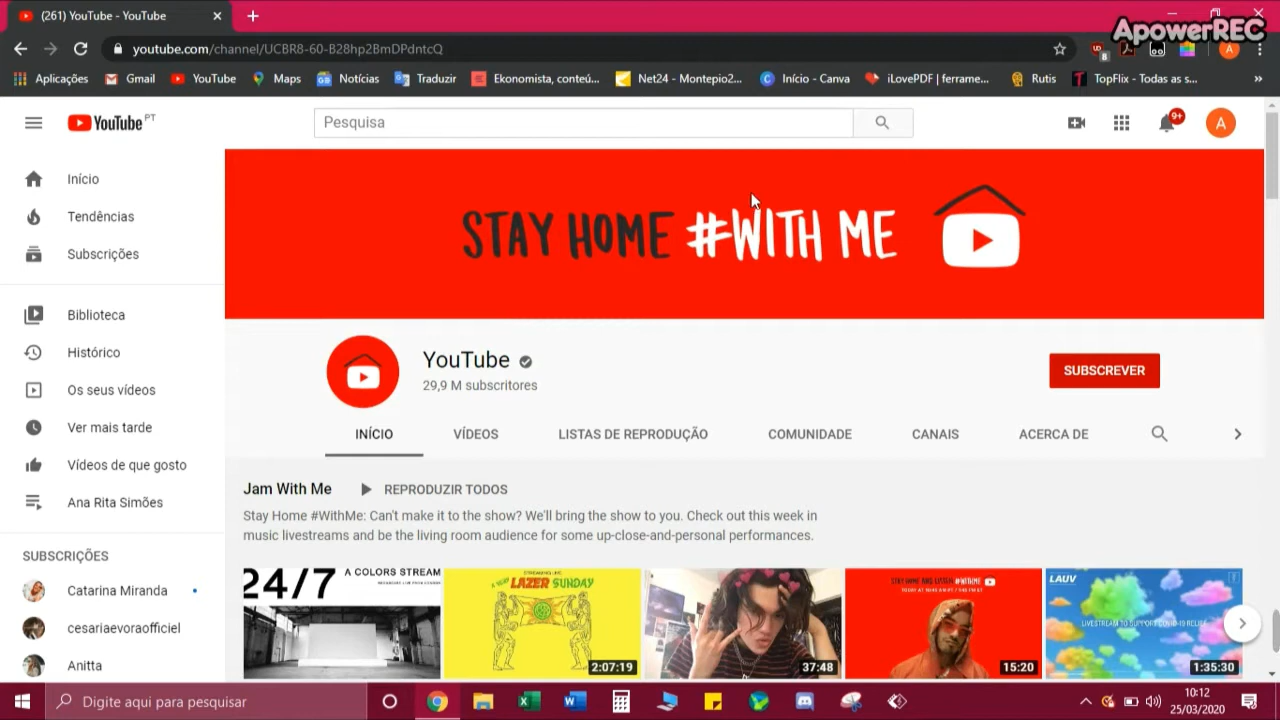 (261) YouTube - YouTube
ApowerREC
youtube.com/channel/UCBR8-60-B28hp2BmDPdntcQ
Aplicações
Gmail
YouTube
Maps
Notícias
Traduzir
Ekonomista, conteú...
Net24 - Montepio2...
Início - Canva
iLovePDF | ferrame...
Rutis
TopFlix - Todas as s...
YouTube PT
Pesquisa
9+
A
Início
Tendências
Subscrições
Biblioteca
Histórico
Os seus vídeos
Ver mais tarde
Vídeos de que gosto
Ana Rita Simões
SUBSCRIÇÕES
Catarina Miranda
cesariaevoraofficiel
Anitta
STAY HOME #WITH ME
YouTube
29,9 M subscritores
SUBSCREVER
INÍCIO
VÍDEOS
LISTAS DE REPRODUÇÃO
COMUNIDADE
CANAIS
ACERCA DE
Jam With Me
REPRODUZIR TODOS
Stay Home #WithMe: Can't make it to the show? We'll bring the show to you. Check out this week in
music livestreams and be the living room audience for some up-close-and-personal performances.
24/7
A COLORS STREAM
LAZER SUNDAY
2:07:19
37:48
STAY HOME AND LISTEN #WITHME
15:20
LAUV
LIVESTREAM TO SUPPORT COVID-19 RELIEF
1:35:30
Digite aqui para pesquisar
10:12
25/03/2020